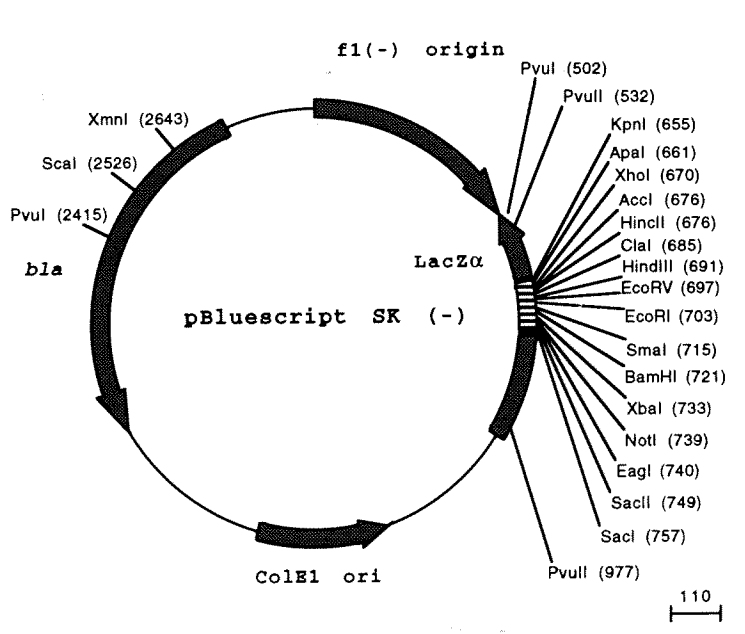 f1(-) origin
PvuI (502)
PvuII (532)
KpnI (655)
ApaI (661)
XhoI (670)
AccI (676)
HincII (676)
ClaI (685)
HindIII (691)
EcoRV (697)
EcoRI (703)
SmaI (715)
BamHI (721)
XbaI (733)
NotI (739)
EagI (740)
SacII (749)
SacI (757)
PvuII (977)
XmnI (2643)
ScaI (2526)
PvuI (2415)
bla
LacZα
pBluescript SK (-)
ColE1 ori
110